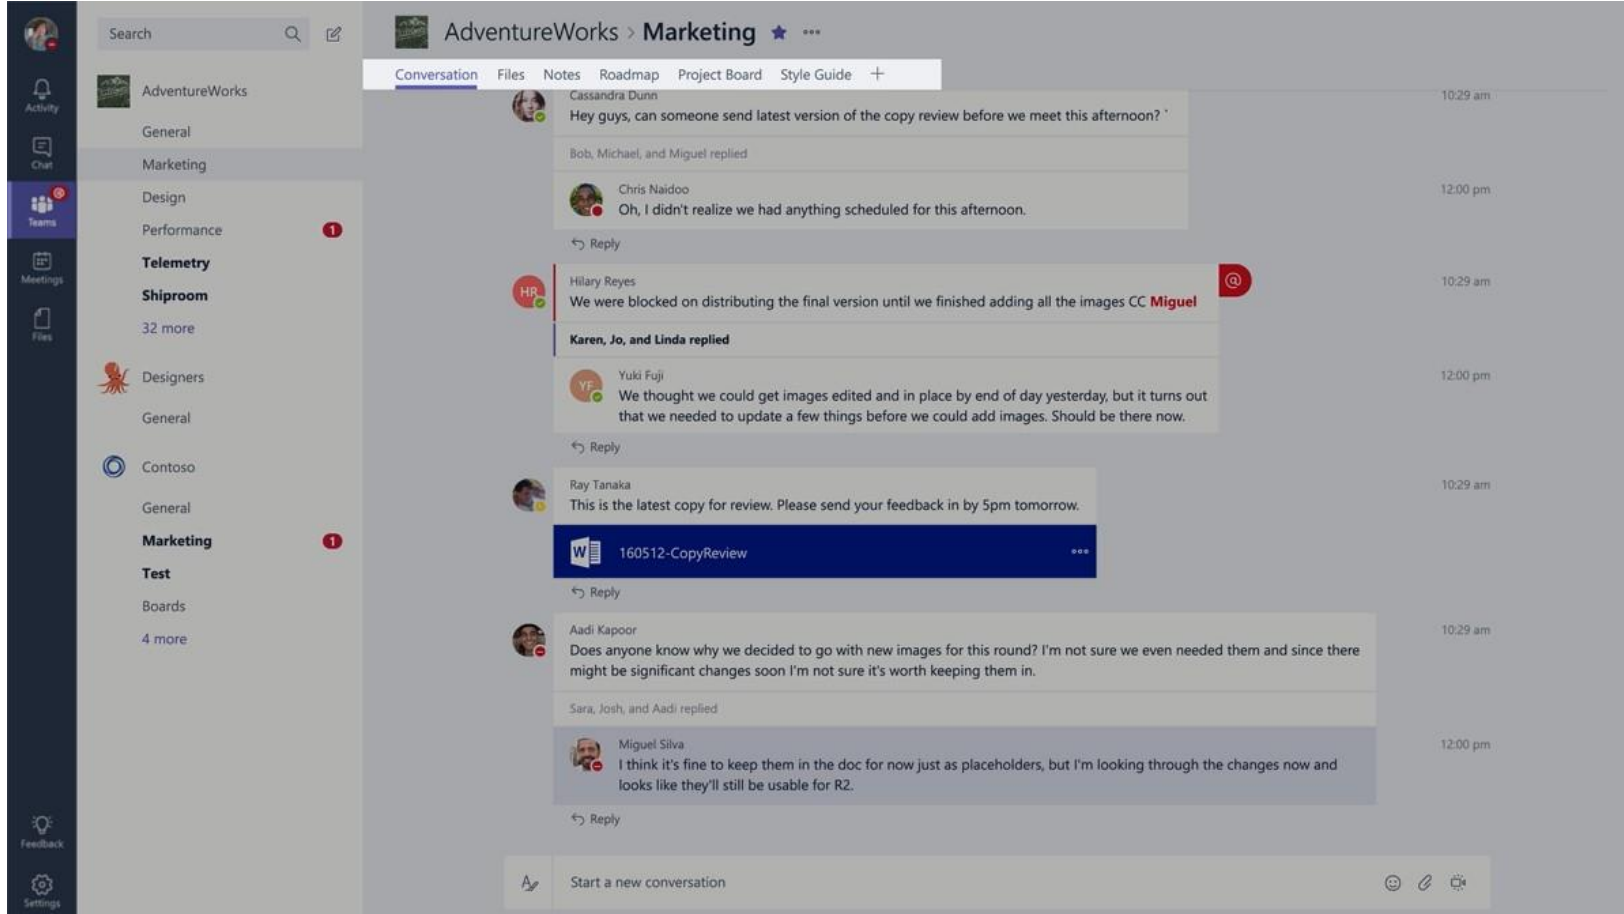 Search
AdventureWorks > Marketing
Conversation Files Notes Roadmap Project Board Style Guide
Activity
Chat
Teams
Meetings
Files
Feedback
Settings
AdventureWorks
General
Marketing
Design
Performance 1
Telemetry
Shiproom
32 more
Designers
General
Contoso
General
Marketing 1
Test
Boards
4 more
Cassandra Dunn 10:29 am
Hey guys, can someone send latest version of the copy review before we meet this afternoon? `
Bob, Michael, and Miguel replied
Chris Naidoo 12:00 pm
Oh, I didn't realize we had anything scheduled for this afternoon.
Reply
HR
Hilary Reyes @ 10:29 am
We were blocked on distributing the final version until we finished adding all the images CC Miguel
Karen, Jo, and Linda replied
YF
Yuki Fuji 12:00 pm
We thought we could get images edited and in place by end of day yesterday, but it turns out
that we needed to update a few things before we could add images. Should be there now.
Reply
Ray Tanaka 10:29 am
This is the latest copy for review. Please send your feedback in by 5pm tomorrow.
W 160512-CopyReview
Reply
Aadi Kapoor 10:29 am
Does anyone know why we decided to go with new images for this round? I'm not sure we even needed them and since there
might be significant changes soon I'm not sure it's worth keeping them in.
Sara, Josh, and Aadi replied
Miguel Silva 12:00 pm
I think it's fine to keep them in the doc for now just as placeholders, but I'm looking through the changes now and
looks like they'll still be usable for R2.
Reply
Start a new conversation